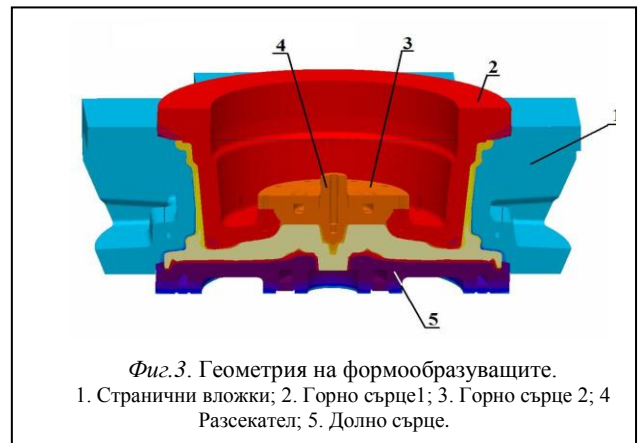 4 3 2
1
5
Фиг.3. Геометрия на формообразуващите.
1. Странични вложки; 2. Горно сърце1; 3. Горно сърце 2; 4
Разсекател; 5. Долно сърце.